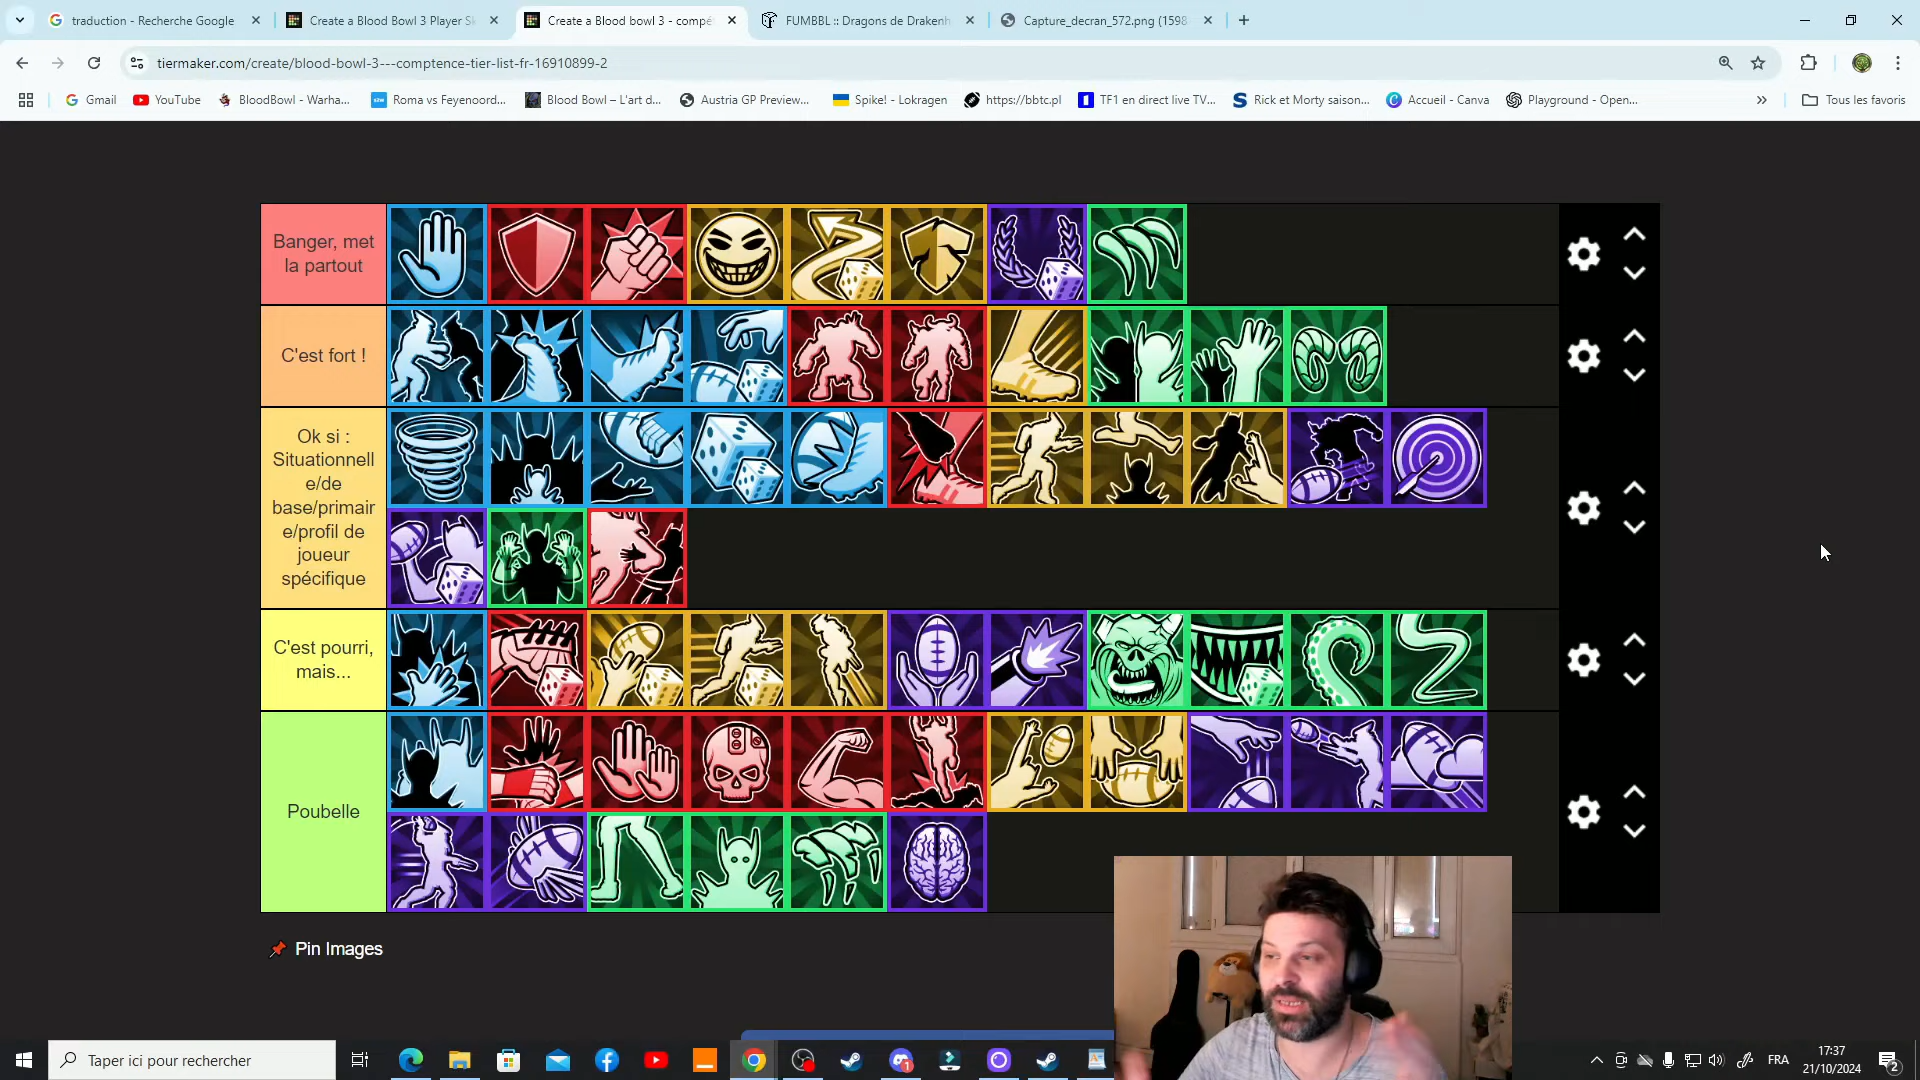 traduction - Recherche Google
Create a Blood Bowl 3 Player Sk
Create a Blood bowl 3 - compét
FUMBBL :: Dragons de Drakenh
Capture_decran_572.png (1598
tiermaker.com/create/blood-bowl-3---comptence-tier-list-fr-16910899-2
Gmail
YouTube
BloodBowl - Warha...
Roma vs Feyenoord...
Blood Bowl – L'art d...
Austria GP Preview...
Spike! - Lokragen
https://bbtc.pl
TF1 en direct live TV...
Rick et Morty saison...
Accueil - Canva
Playground - Open...
Tous les favoris
Banger, met
la partout
C'est fort !
Ok si :
Situationnell
e/de
base/primair
e/profil de
joueur
spécifique
C'est pourri,
mais...
Poubelle
Pin Images
Taper ici pour rechercher
FRA
17:37
21/10/2024
2